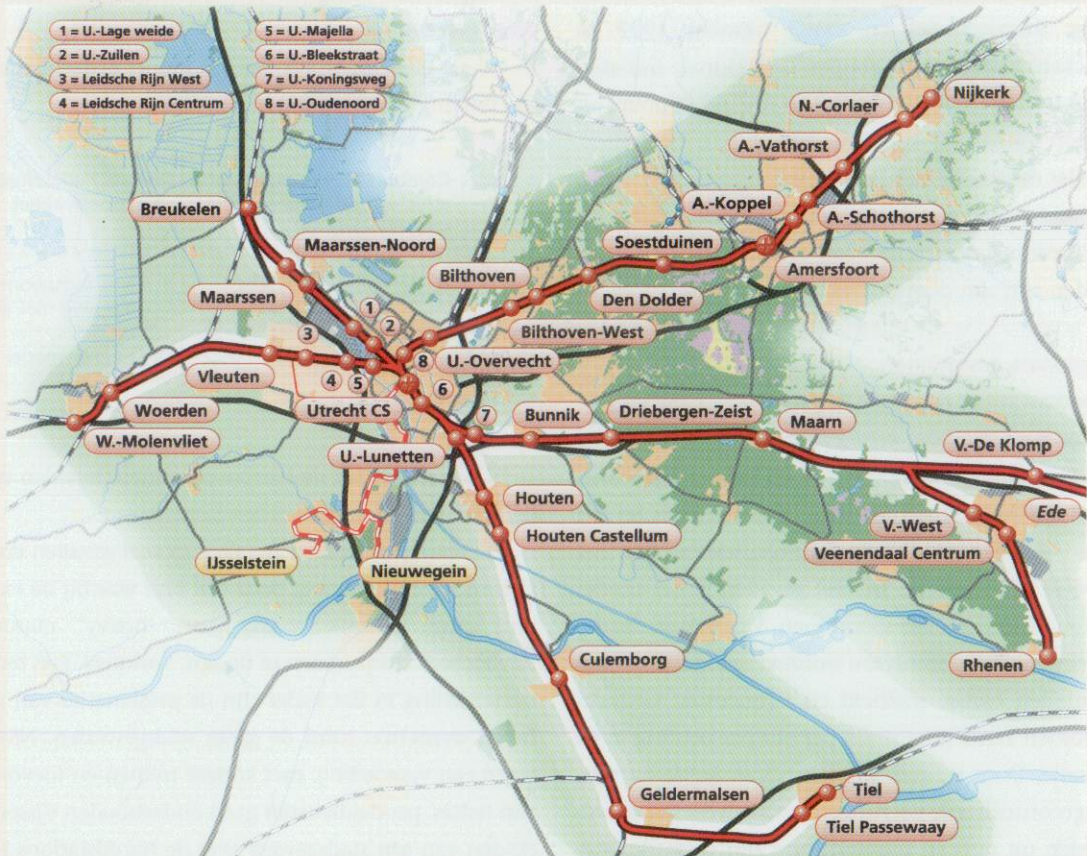 1 = U.-Lage weide
2 = U.-Zuilen
3 = Leidsche Rijn West
4 = Leidsche Rijn Centrum
5 = U.-Majella
6 = U.-Bleekstraat
7 = U.-Koningsweg
8 = U.-Oudenoord
Nijkerk
N.-Corlaer
A.-Vathorst
A.-Koppel
A.-Schothorst
Breukelen
Maarssen-Noord
Soestduinen
Amersfoort
Bilthoven
Den Dolder
Maarssen
1
2
Bilthoven-West
3
8
U.-Overvecht
Vleuten
4
5
6
Woerden
Utrecht CS
7
Bunnik
Driebergen-Zeist
Maarn
W.-Molenvliet
U.-Lunetten
V.-De Klomp
Houten
Ede
V.-West
Houten Castellum
Veenendaal Centrum
IJsselstein
Nieuwegein
Culemborg
Rhenen
Geldermalsen
Tiel
Tiel Passewaay